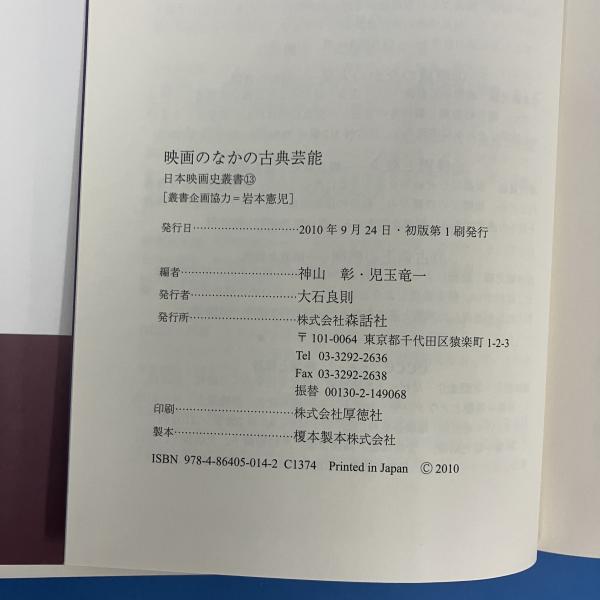 映画のなかの古典芸能
日本映画史叢書⑬
[叢書企画協力＝岩本憲児]
発行日…………………………2010年9月24日・初版第1刷発行
編者……………………………神山 彰・児玉竜一
発行者…………………………大石良則
発行所…………………………株式会社森話社
〒101-0064 東京都千代田区猿楽町1-2-3
Tel 03-3292-2636
Fax 03-3292-2638
振替 00130-2-149068
印刷……………………………株式会社厚徳社
製本……………………………榎本製本株式会社
ISBN 978-4-86405-014-2 C1374 Printed in Japan © 2010